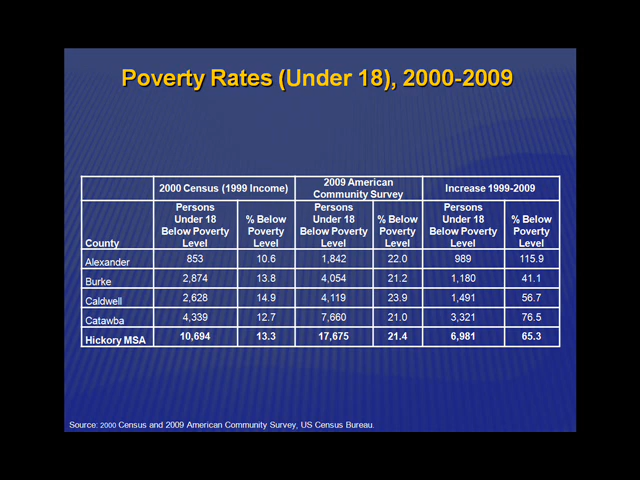 Poverty Rates (Under 18), 2000-2009
2000 Census (1999 Income) 2009 American Community Survey Increase 1999-2009
County Persons Under 18 Below Poverty Level % Below Poverty Level Persons Under 18 Below Poverty Level % Below Poverty Level Persons Under 18 Below Poverty Level % Below Poverty Level
Alexander 853 10.6 1,842 22.0 989 115.9
Burke 2,874 13.8 4,054 21.2 1,180 41.1
Caldwell 2,628 14.9 4,119 23.9 1,491 56.7
Catawba 4,339 12.7 7,660 21.0 3,321 76.5
Hickory MSA 10,694 13.3 17,675 21.4 6,981 65.3
Source: 2000 Census and 2009 American Community Survey, US Census Bureau.